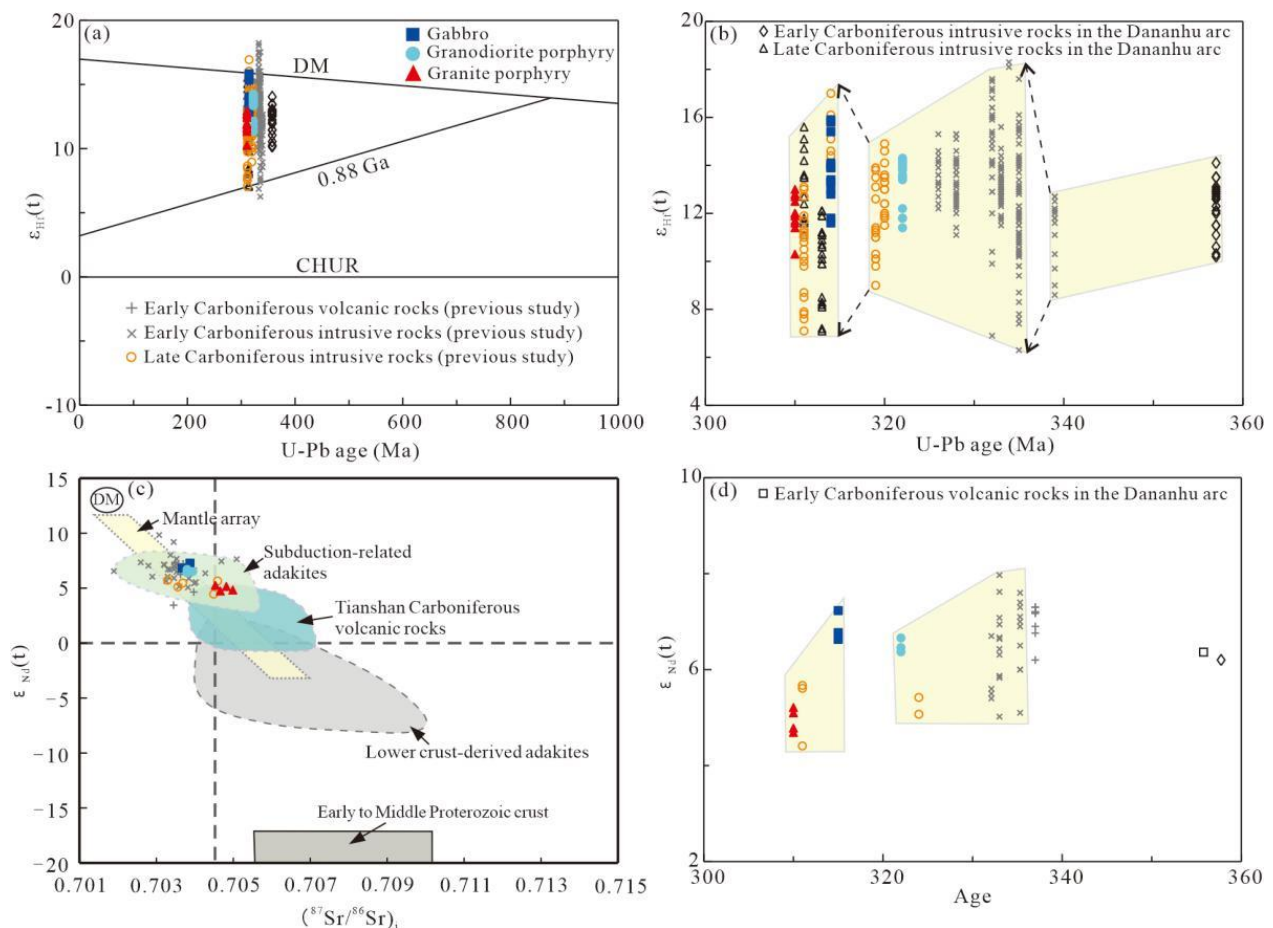 (a)
Gabbro
Granodiorite porphyry
Granite porphyry
DM
0.88 Ga
CHUR
Early Carboniferous volcanic rocks (previous study)
Early Carboniferous intrusive rocks (previous study)
Late Carboniferous intrusive rocks (previous study)
20
10
0
-10
εHf(t)
0 200 400 600 800 1000
U-Pb age (Ma)
(b)
Early Carboniferous intrusive rocks in the Dananhu arc
Late Carboniferous intrusive rocks in the Dananhu arc
20
16
12
8
4
εHf(t)
300 320 340 360
U-Pb age (Ma)
(c)
DM
Mantle array
Subduction-related
adakites
Tianshan Carboniferous
volcanic rocks
Lower crust-derived adakites
Early to Middle Proterozoic crust
15
10
5
0
−5
−10
−15
−20
εNd(t)
0.701 0.703 0.705 0.707 0.709 0.711 0.713 0.715
(87Sr/86Sr)i
(d)
Early Carboniferous volcanic rocks in the Dananhu arc
10
8
6
4
2
εNd(t)
300 320 340 360
Age